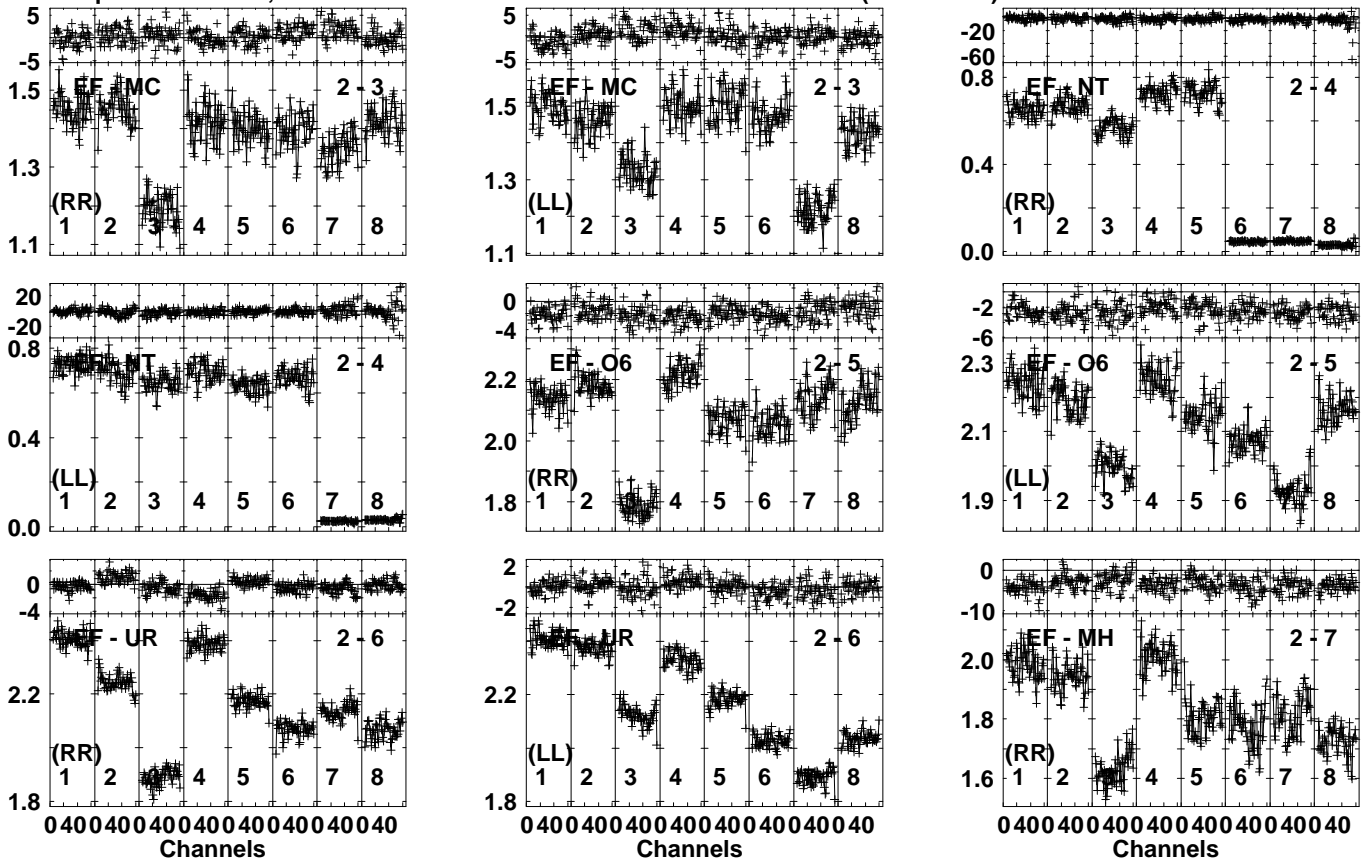 5 5 -20
-5 -5 -60
1.5 EF - MC 2 - 3 1.5 EF - MC 2 - 3 0.8 EF - NT 2 - 4
1.3 1.3 0.4
(RR) (LL) (RR)
1 2 3 4 5 6 7 8 1 2 3 4 5 6 7 8 1 2 3 4 5 6 7 8
1.1 1.1 0.0
20 0 -2
-20 -4 -6
0.8 EF - NT 2 - 4 2.2 EF - O6 2 - 5 2.3 EF - O6 2 - 5
0.4 2.0 2.1
(LL) (RR) (LL)
1 2 3 4 5 6 7 8 1 2 3 4 5 6 7 8 1 2 3 4 5 6 7 8
0.0 1.8 1.9
0 2 0
-4 -2 -10
EF - UR 2 - 6 EF - UR 2 - 6 2.0 EF - MH 2 - 7
2.2 2.2 1.8
(RR) (LL) (RR)
1 2 3 4 5 6 7 8 1 2 3 4 5 6 7 8 1.6 1 2 3 4 5 6 7 8
1.8 1.8
0 40 0 40 0 40 0 40 0 40 0 40 0 40 0 40 0 40 0 40 0 40 0 40 0 40 0 40 0 40 0 40 0 40 0 40 0 40 0 40 0 40 0 40 0 40 0 40
Channels Channels Channels